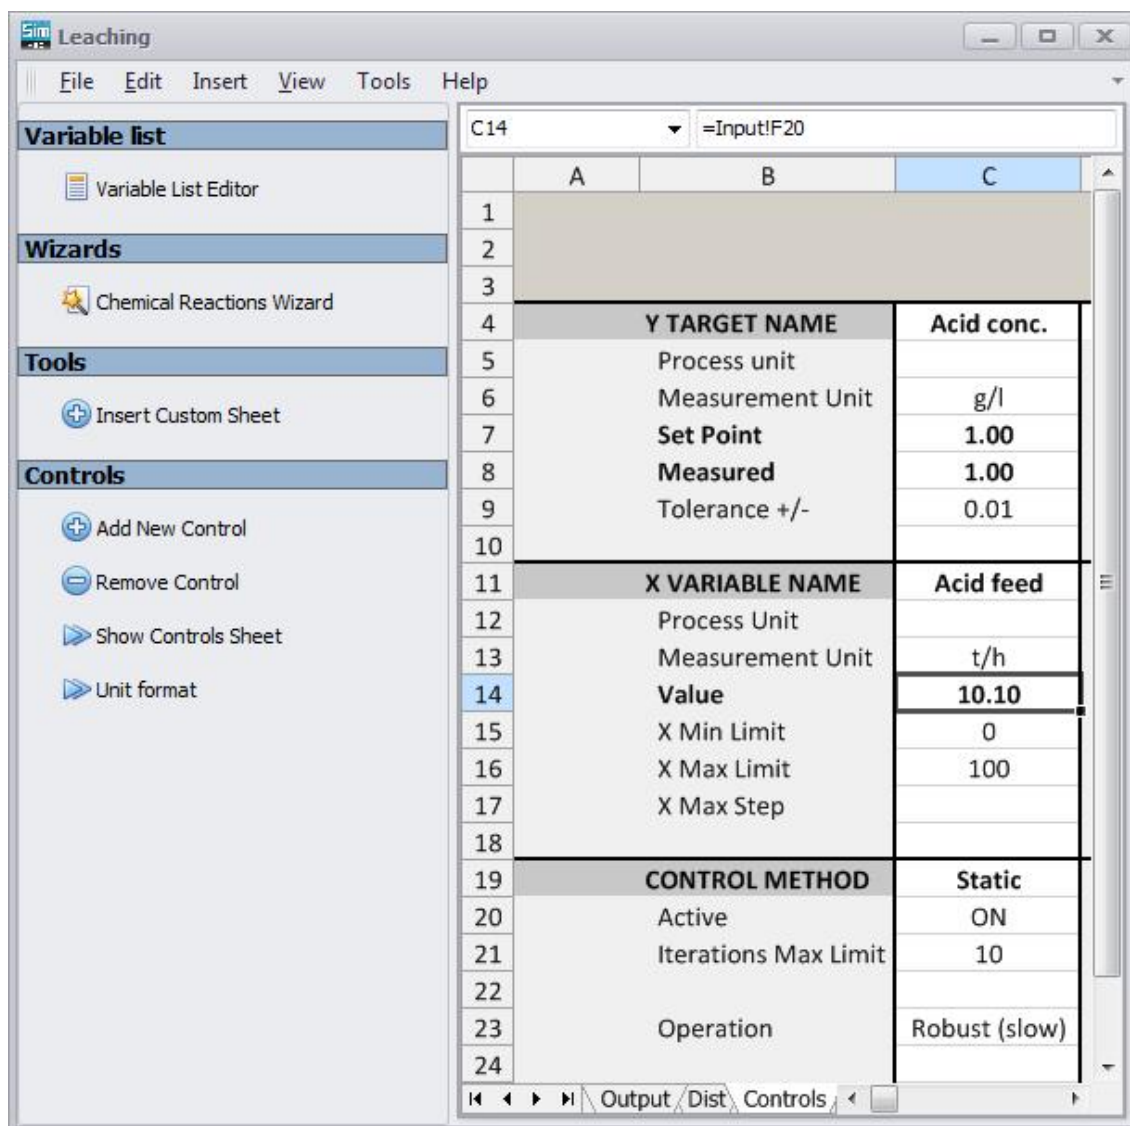 Sim Leaching
File Edit Insert View Tools Help
Variable list
Variable List Editor
Wizards
Chemical Reactions Wizard
Tools
Insert Custom Sheet
Controls
Add New Control
Remove Control
Show Controls Sheet
Unit format
C14 =Input!F20
A B C
1
2
3
4 Y TARGET NAME Acid conc.
5 Process unit
6 Measurement Unit g/l
7 Set Point 1.00
8 Measured 1.00
9 Tolerance +/- 0.01
10
11 X VARIABLE NAME Acid feed
12 Process Unit
13 Measurement Unit t/h
14 Value 10.10
15 X Min Limit 0
16 X Max Limit 100
17 X Max Step
18
19 CONTROL METHOD Static
20 Active ON
21 Iterations Max Limit 10
22
23 Operation Robust (slow)
24
Output Dist Controls